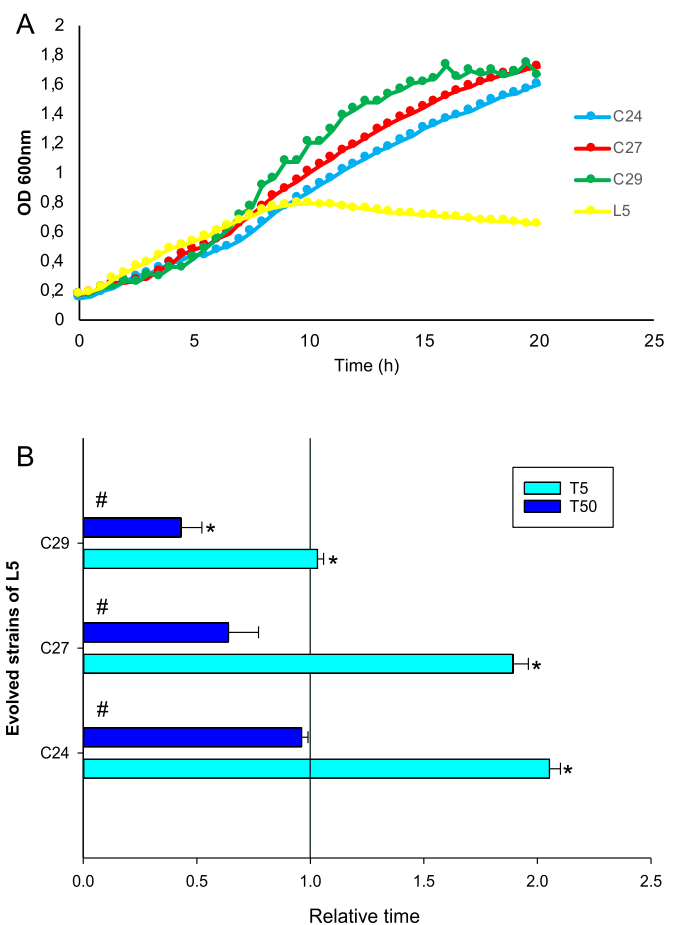 A
2
1,8
1,6
1,4
1,2
1
0,8
0,6
0,4
0,2
0
OD 600nm
0 5 10 15 20 25
Time (h)
C24
C27
C29
L5
B
T5
T50
#
*
C29
*
#
C27
*
#
C24
*
Evolved strains of L5
0.0 0.5 1.0 1.5 2.0 2.5
Relative time